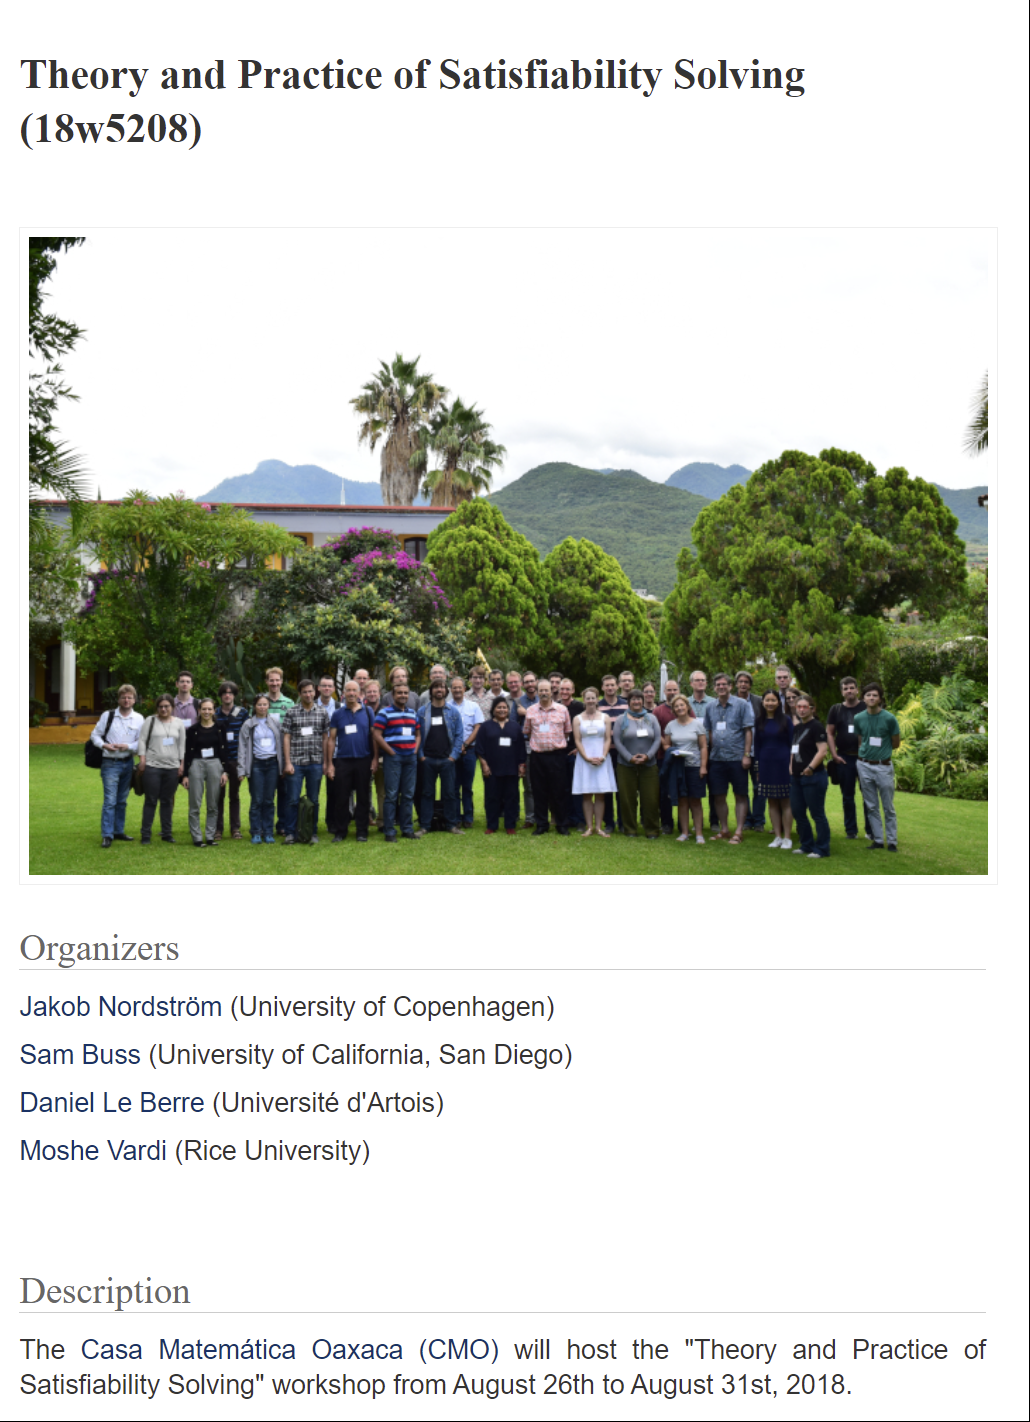 Theory and Practice of Satisfiability Solving
(18w5208)
Organizers
Jakob Nordström (University of Copenhagen)
Sam Buss (University of California, San Diego)
Daniel Le Berre (Université d'Artois)
Moshe Vardi (Rice University)
Description
The Casa Matemática Oaxaca (CMO) will host the "Theory and Practice of
Satisfiability Solving" workshop from August 26th to August 31st, 2018.